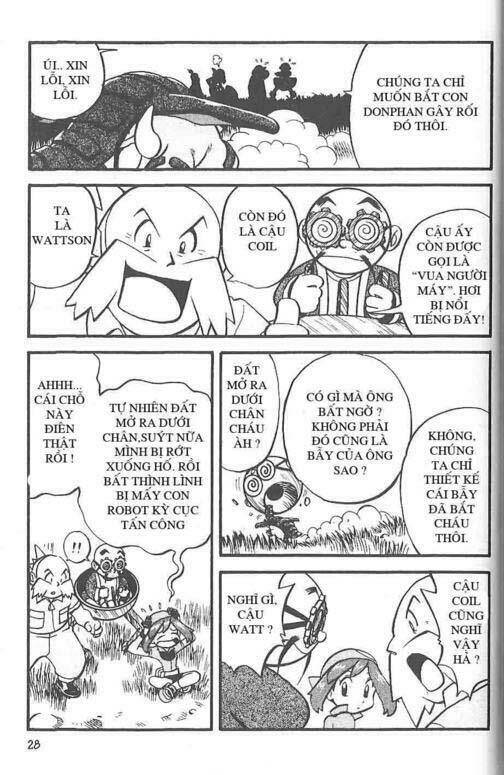 ÚI.. XIN
LỖI, XIN
LỖI.
CHÚNG TA CHỈ
MUỐN BẮT CON
DONPHAN GÂY RỐI
ĐÓ THÔI.
TA
LÀ
WATTSON
CÒN ĐÓ
LÀ CẬU
COIL
CẬU ẤY
CÒN ĐƯỢC
GỌI LÀ
“VUA NGƯỜI
MÁY”. HƠI
BỊ NỔI
TIẾNG ĐẤY!
AHHH...
CÁI CHỖ
NÀY
ĐIÊN
THẬT
RỒI !
TỰ NHIÊN ĐẤT
MỞ RA DƯỚI
CHÂN,SUÝT NỮA
MÌNH BỊ RỚT
XUỐNG HỐ. RỒI
BẤT THÌNH LÌNH
BỊ MẤY CON
ROBOT KỲ CỤC
TẤN CÔNG
!!
ĐẤT
MỞ RA
DƯỚI
CHÂN
CHÁU
ÀH ?
CÓ GÌ MÀ ÔNG
BẤT NGỜ ?
KHÔNG PHẢI
ĐÓ CŨNG LÀ
BẪY CỦA ÔNG
SAO ?
KHÔNG,
CHÚNG
TA CHỈ
THIẾT KẾ
CÁI BẪY
ĐÃ BẮT
CHÁU
THÔI.
NGHĨ GÌ,
CẬU
WATT ?
CẬU
COIL
CŨNG
NGHĨ
VẬY
HẢ ?
28